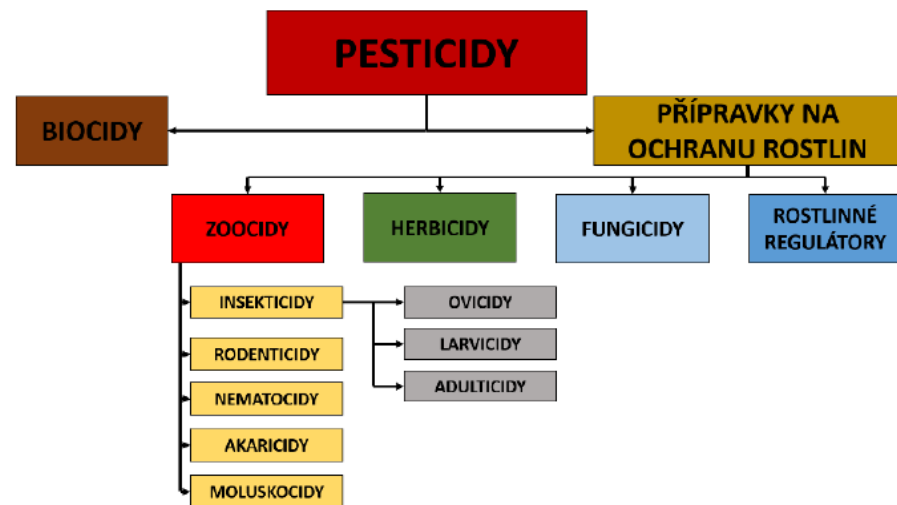 PESTICIDY
BIOCIDY
PŘÍPRAVKY NA
OCHRANU ROSTLIN
ZOOCIDY
HERBICIDY
FUNGICIDY
ROSTLINNÉ
REGULÁTORY
INSEKTICIDY
OVICIDY
LARVICIDY
RODENTICIDY
ADULTICIDY
NEMATOCIDY
AKARICIDY
MOLUSKOCIDY